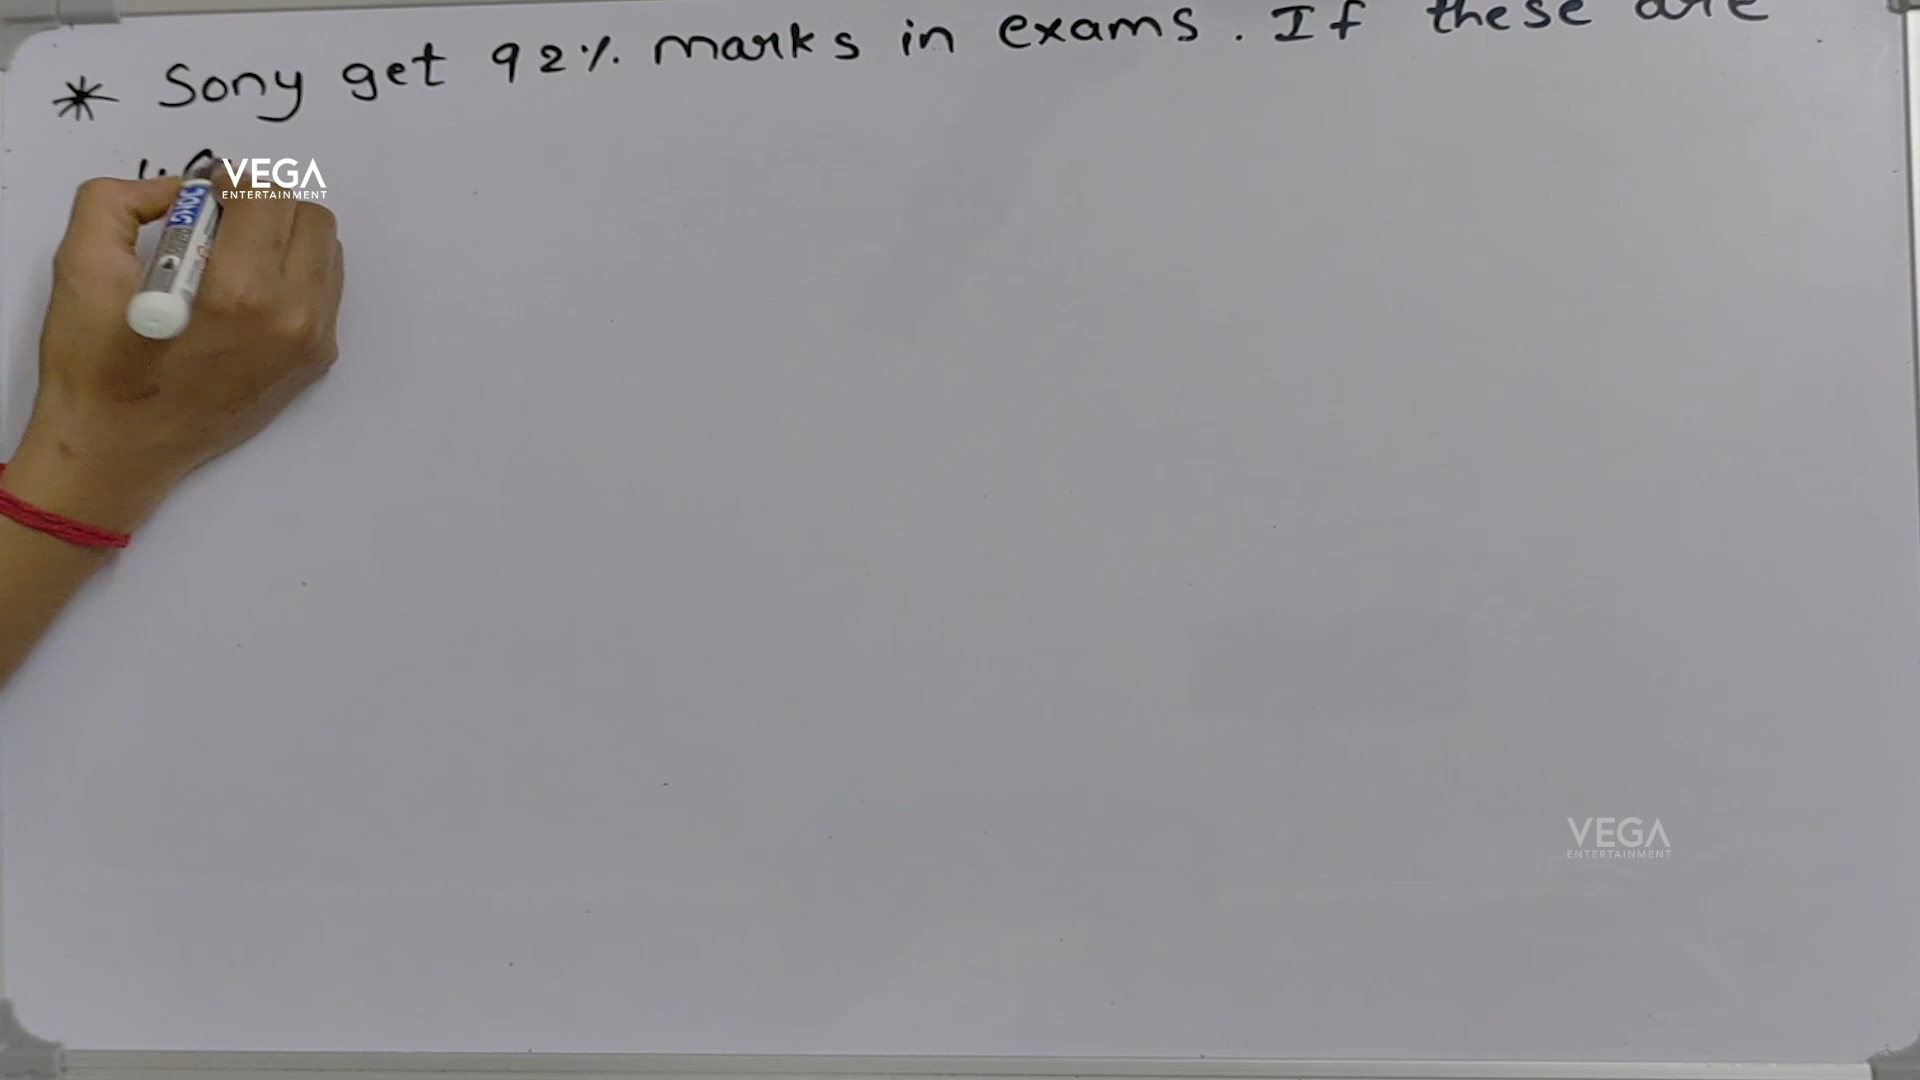 * Sony get 92% marks in exams. If these are
VEGA
ENTERTAINMENT
VEGA
ENTERTAINMENT